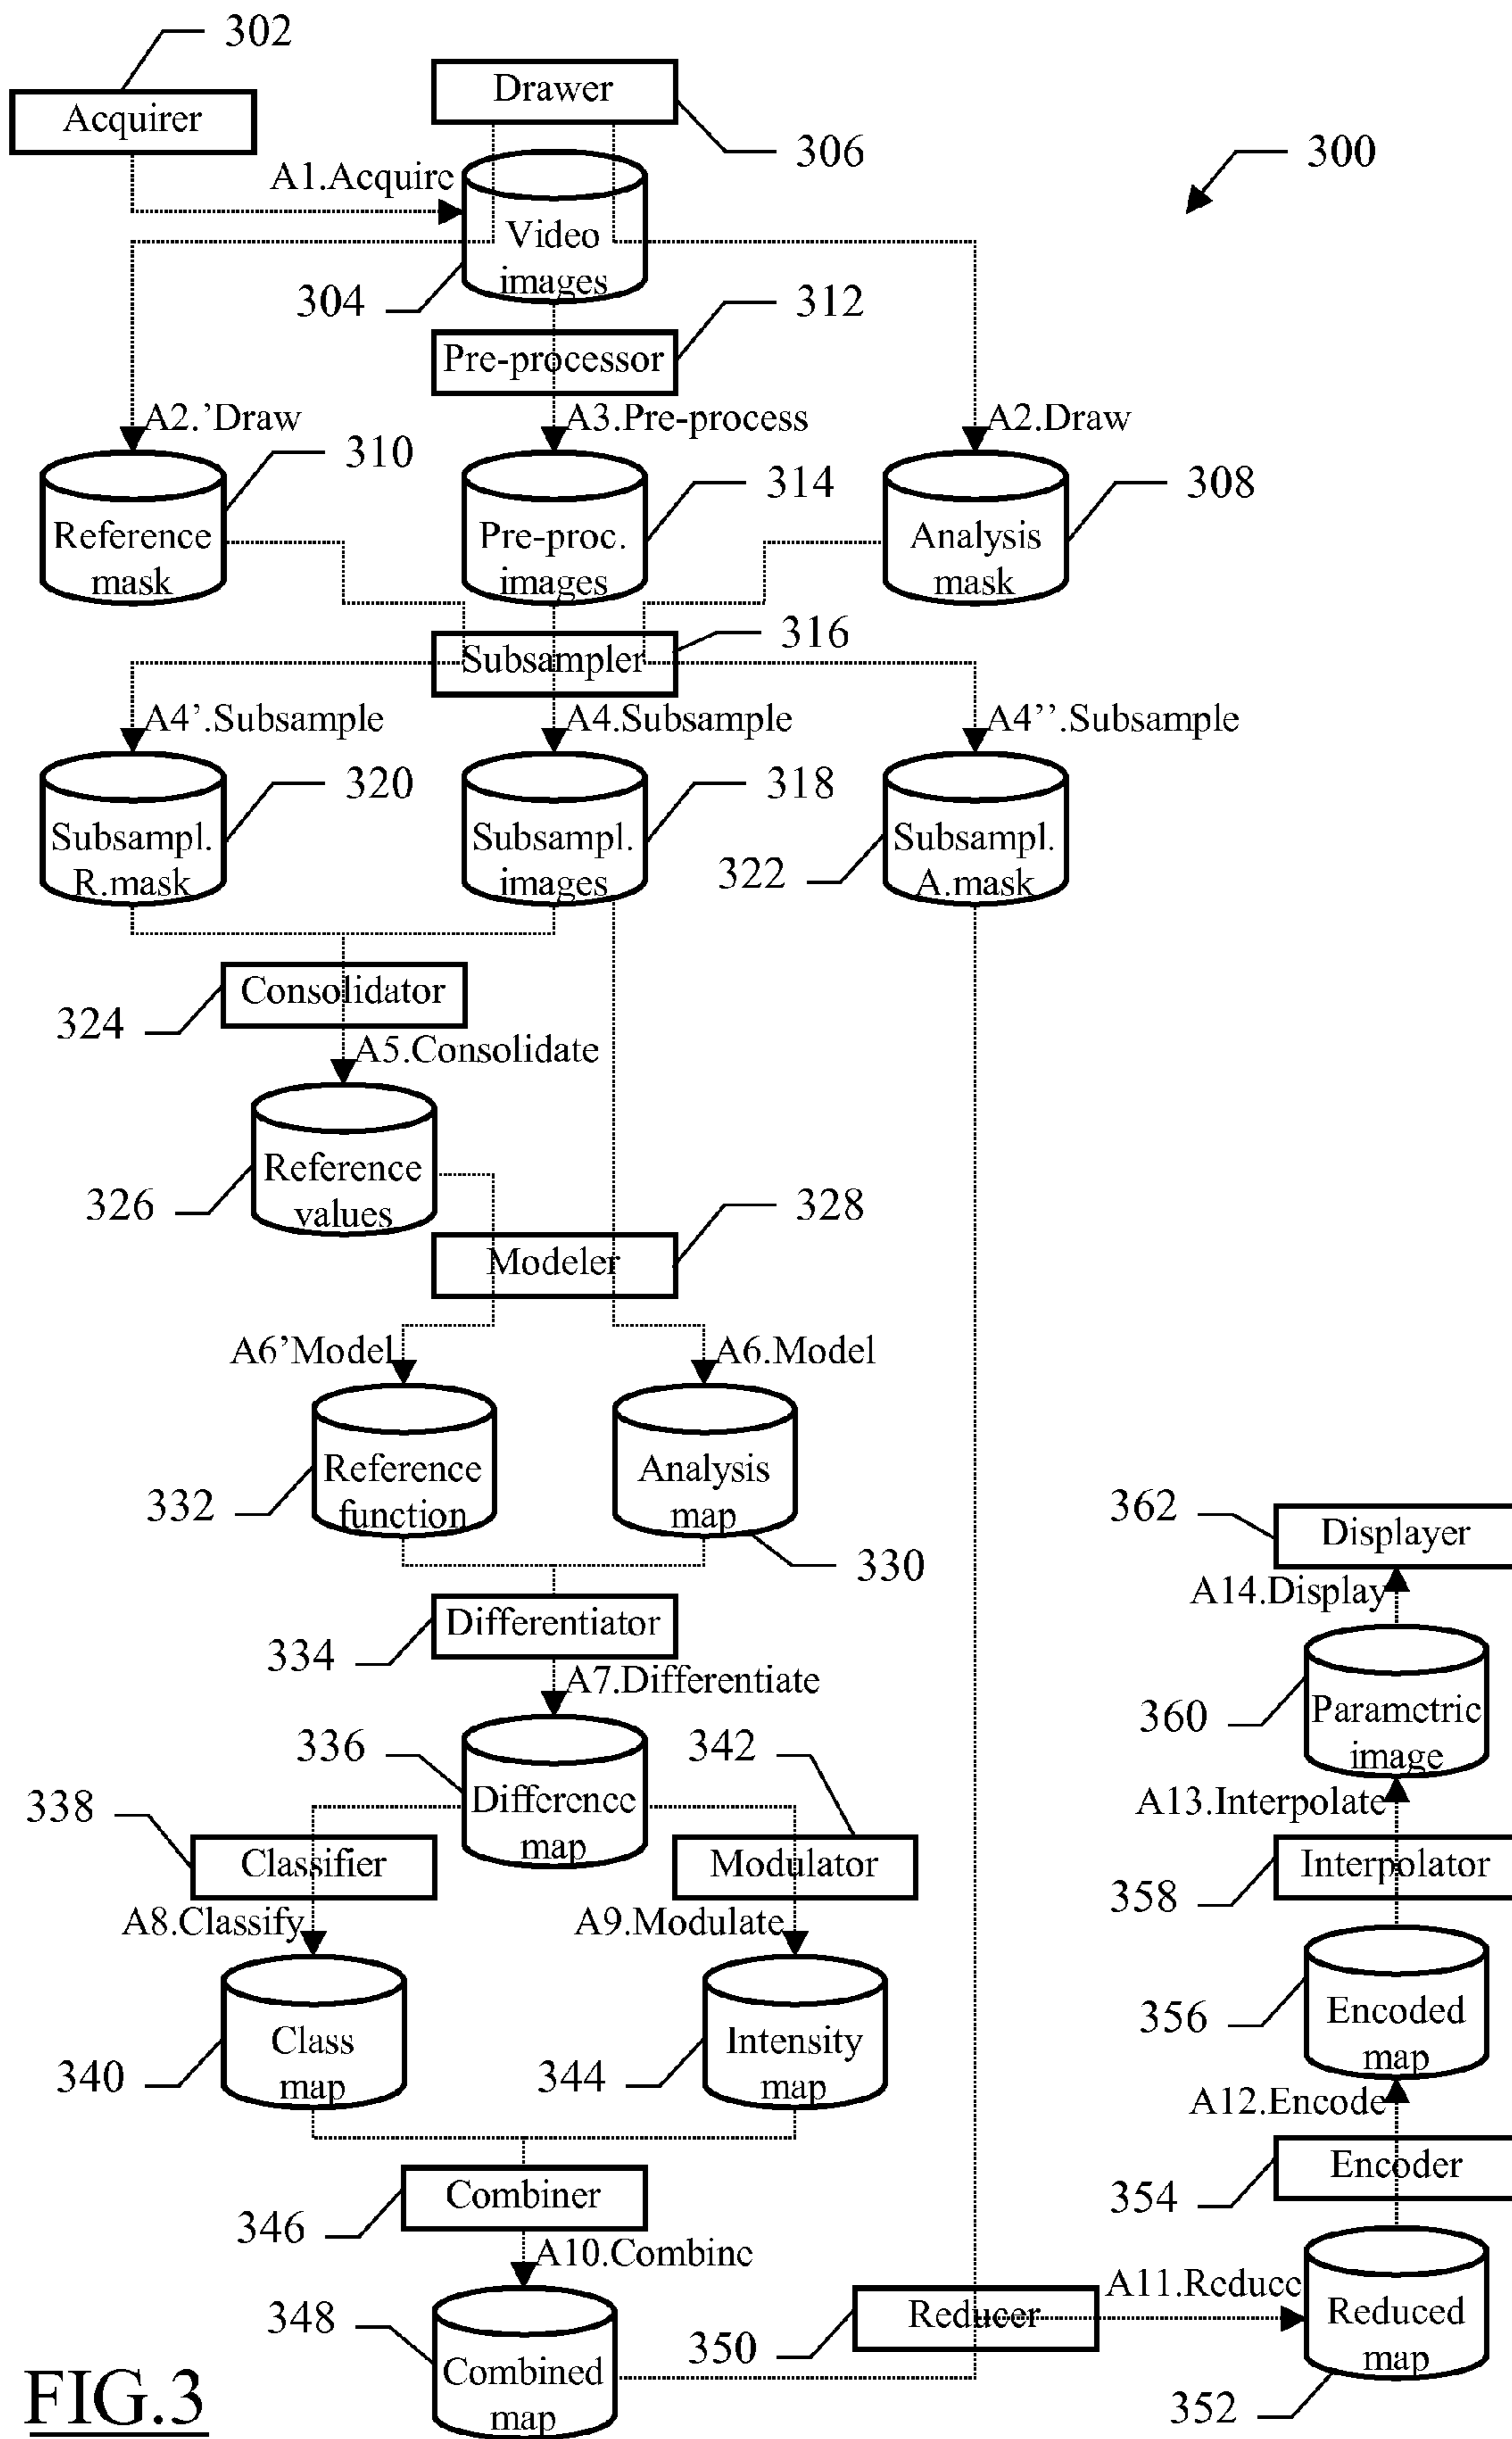 302
Acquirer
Drawer
306
300
A1.Acquire
Video
images
304
312
Pre-processor
A2.'Draw
A3.Pre-process
A2.Draw
310
314
308
Reference
mask
Pre-proc.
images
Analysis
mask
316
Subsampler
A4'.Subsample
A4.Subsample
A4''.Subsample
320
318
322
Subsampl.
R.mask
Subsampl.
images
Subsampl.
A.mask
324
Consolidator
A5.Consolidate
326
Reference
values
328
Modeler
A6'Model
A6.Model
332
Reference
function
Analysis
map
330
334
Differentiator
A7.Differentiate
336
342
Difference
map
338
Classifier
Modulator
A8.Classify
A9.Modulate
340
Class
map
344
Intensity
map
346
Combiner
A10.Combine
348
Combined
map
350
Reducer
A11.Reduce
Reduced
map
352
354
Encoder
A12.Encode
356
Encoded
map
358
Interpolator
A13.Interpolate
360
Parametric
image
A14.Display
362
Displayer
FIG.3